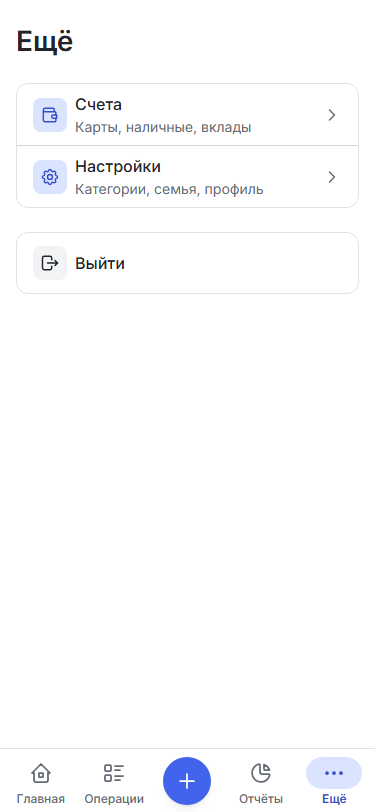 Ещё
Счета
Карты, наличные, вклады
Настройки
Категории, семья, профиль
Выйти
Главная
Операции
Отчёты
Ещё